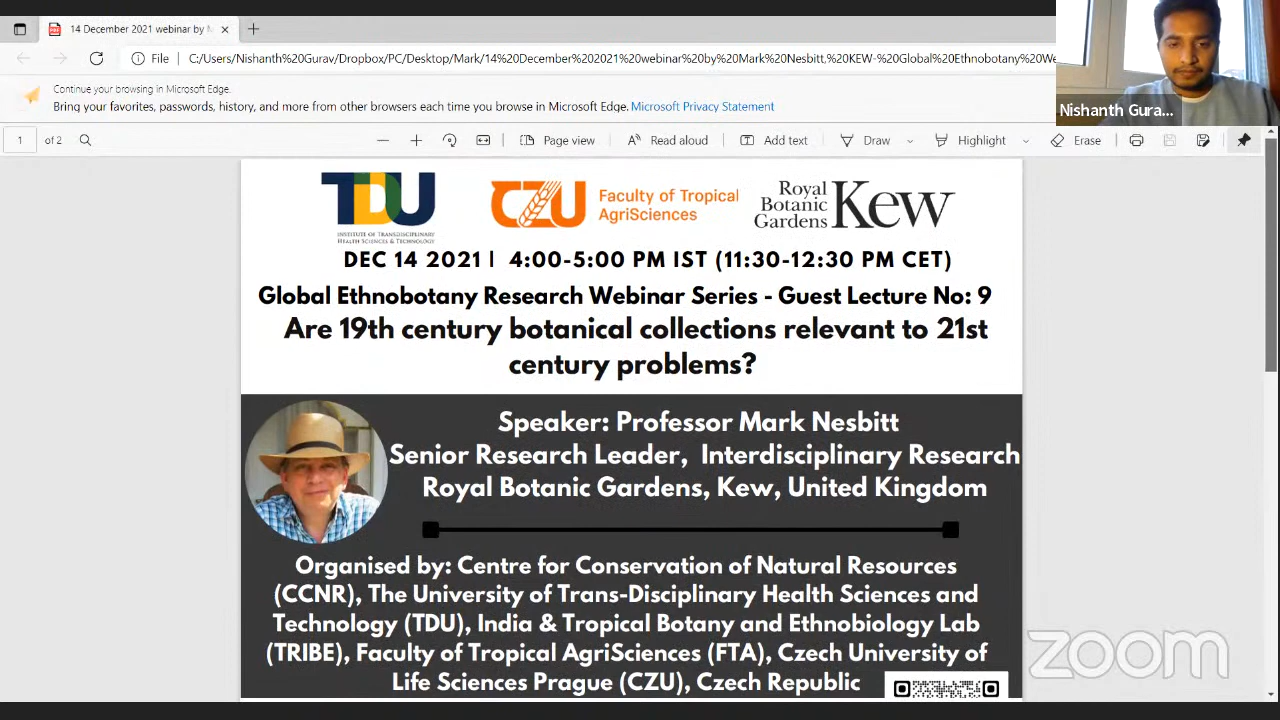 14 December 2021 webinar by M
File
C:/Users/Nishanth%20Gurav/Dropbox/PC/Desktop/Mark/14%20December%202021%20webinar%20by%20Mark%20Nesbitt,%20KEW-%20Global%20Ethnobotany%20We
Continue your browsing in Microsoft Edge.
Bring your favorites, passwords, history, and more from other browsers each time you browse in Microsoft Edge. Microsoft Privacy Statement
Nishanth Gura...
1 of 2 Page view Read aloud Add text Draw Highlight Erase
TDU
INSTITUTE OF TRANSDISCIPLINARY
HEALTH SCIENCES & TECHNOLOGY
CZU
Faculty of Tropical
AgriSciences
Royal
Botanic
Gardens
Kew
DEC 14 2021 | 4:00-5:00 PM IST (11:30-12:30 PM CET)
Global Ethnobotany Research Webinar Series - Guest Lecture No: 9
Are 19th century botanical collections relevant to 21st
century problems?
Speaker: Professor Mark Nesbitt
Senior Research Leader, Interdisciplinary Research
Royal Botanic Gardens, Kew, United Kingdom
Organised by: Centre for Conservation of Natural Resources
(CCNR), The University of Trans-Disciplinary Health Sciences and
Technology (TDU), India & Tropical Botany and Ethnobiology Lab
(TRIBE), Faculty of Tropical AgriSciences (FTA), Czech University of
Life Sciences Prague (CZU), Czech Republic
zoom